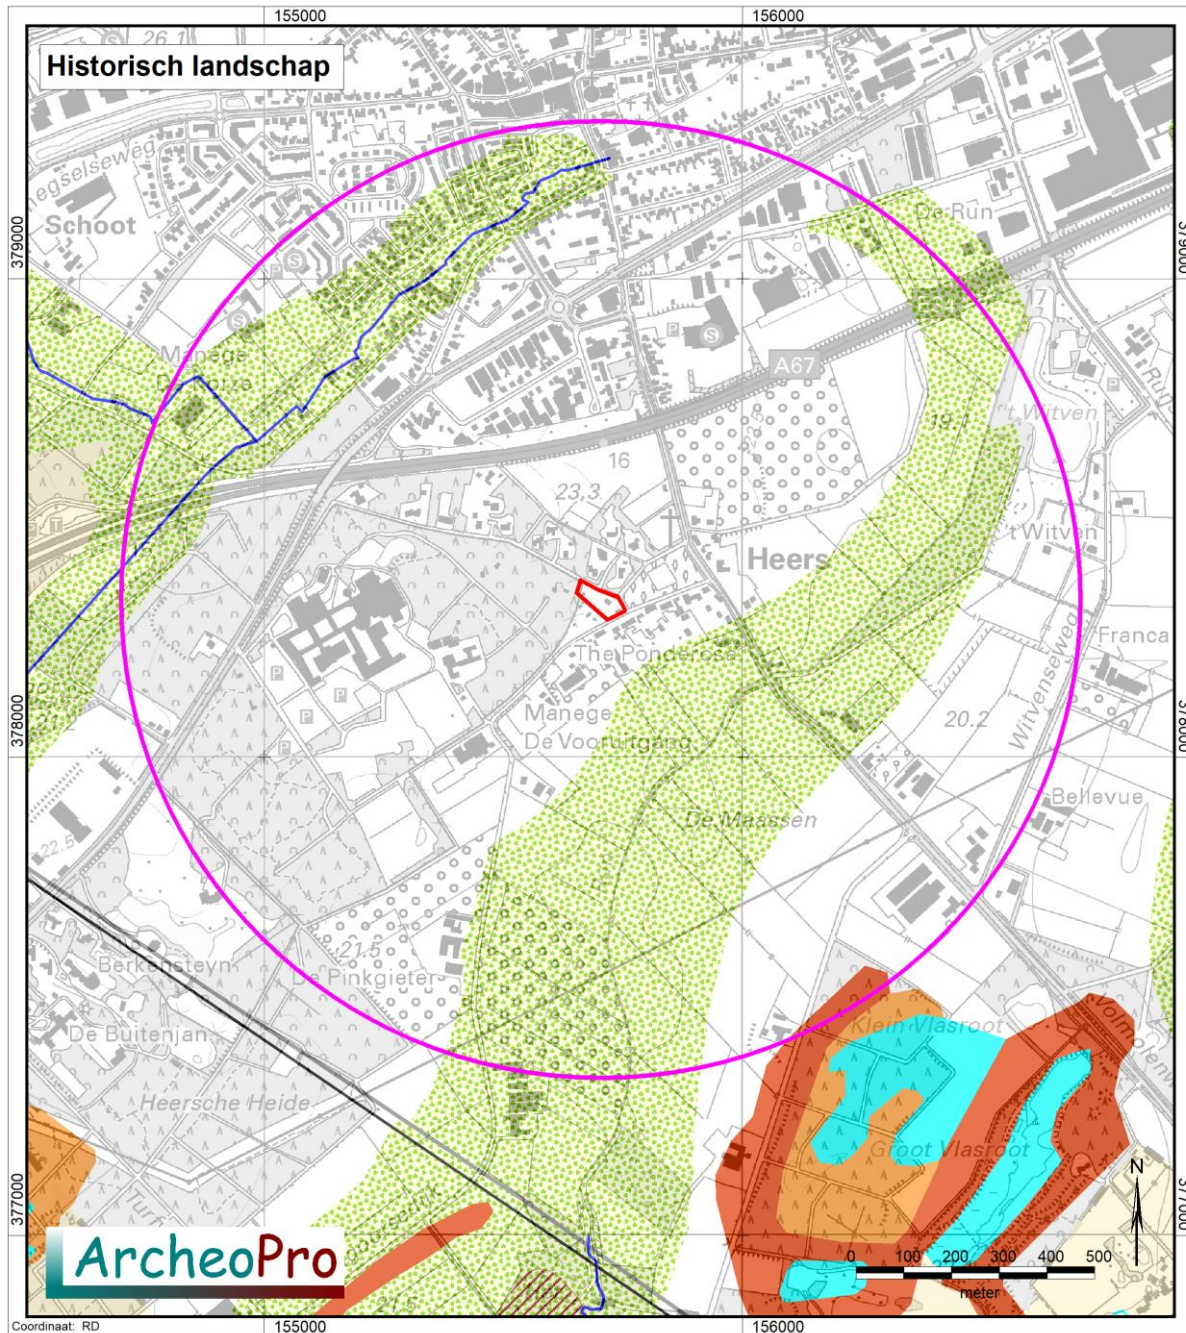 155000
156000
Historisch landschap
26.1
S
Schoot
De Run
379000
379000
P
S
S
17
P
S
Manege
A67
P
't Witven
19.1
16
23,3
T
Heers
't Witven
The Ponderosa
Franca
Witvenseweg
P
P
P
Manege
De Vooruitgang
20.2
378000
378000
Bellevue
De Maassen
22.5
21.5
Berkensteyn
De Pinkgieter
De Buitenjan
Klein Vlasroot
Heersche Heide
Groot Vlasroot
N
377000
377000
ArcheoPro
0 100 200 300 400 500
meter
Coordinaat: RD
155000
156000